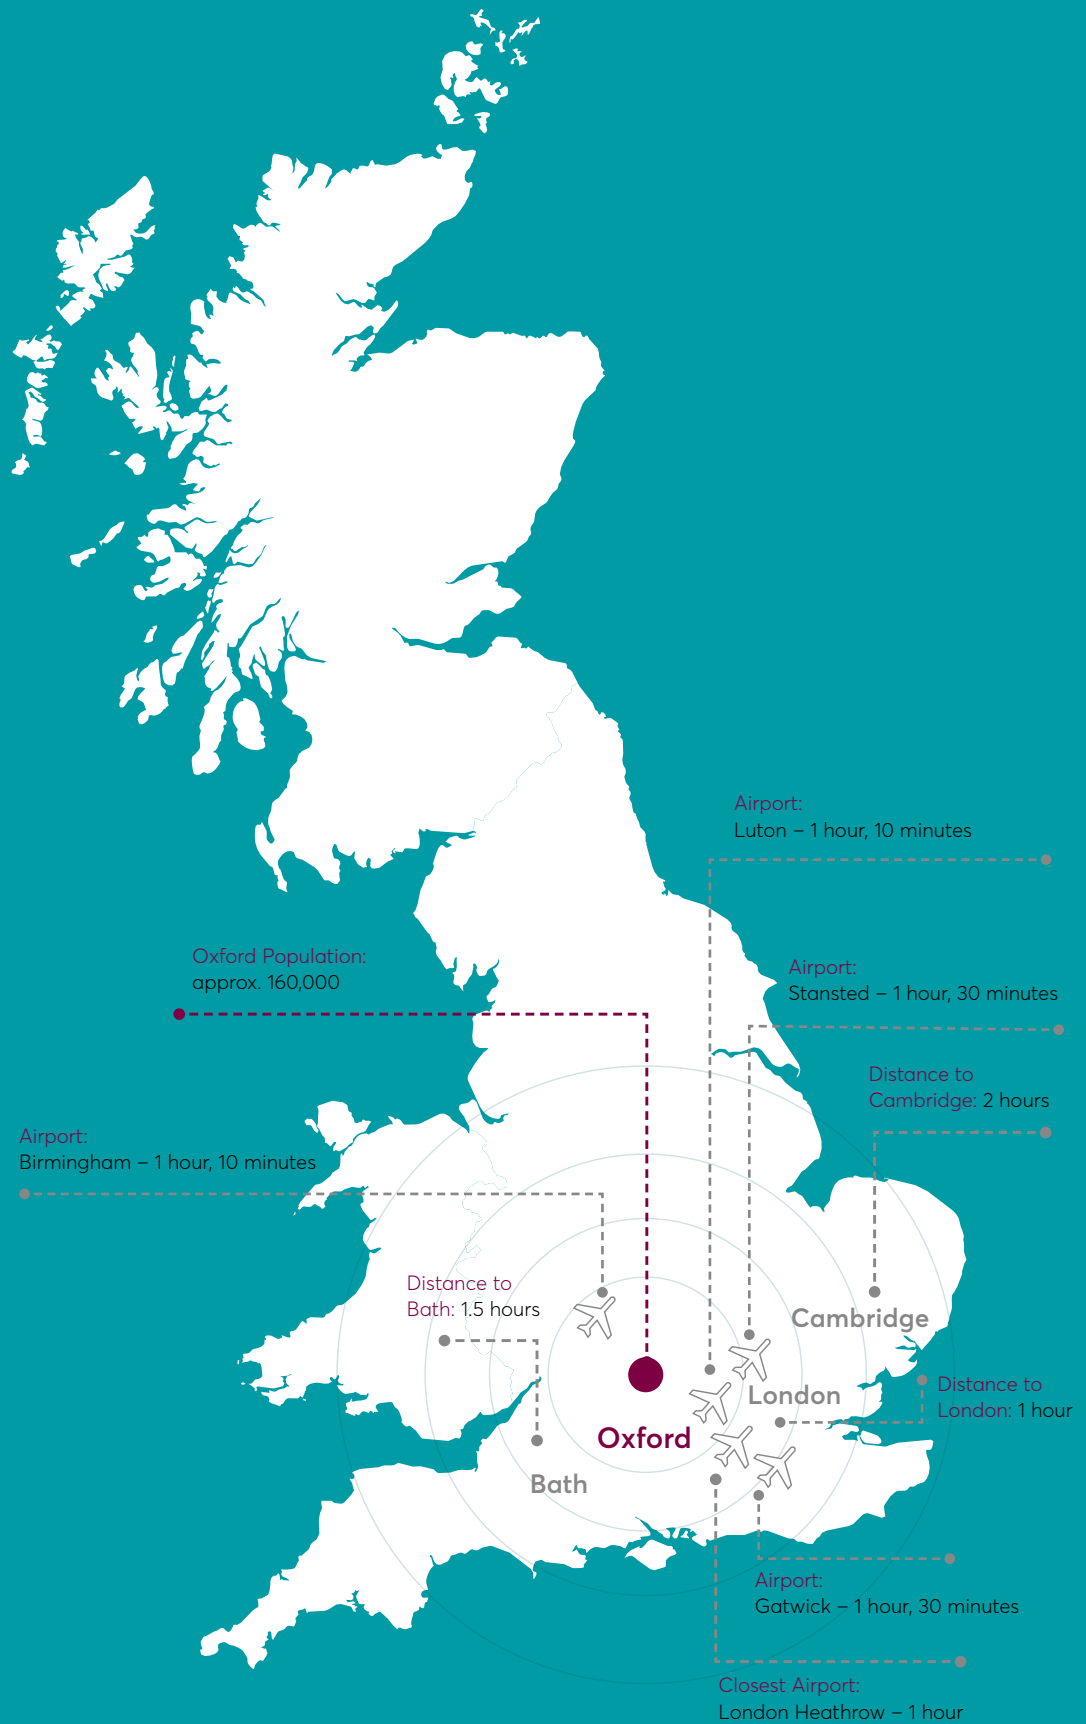 Airport:
Luton – 1 hour, 10 minutes
Oxford Population:
approx. 160,000
Airport:
Stansted – 1 hour, 30 minutes
Distance to
Cambridge: 2 hours
Airport:
Birmingham – 1 hour, 10 minutes
Distance to
Bath: 1.5 hours
Cambridge
London
Distance to
London: 1 hour
Oxford
Bath
Airport:
Gatwick – 1 hour, 30 minutes
Closest Airport:
London Heathrow – 1 hour